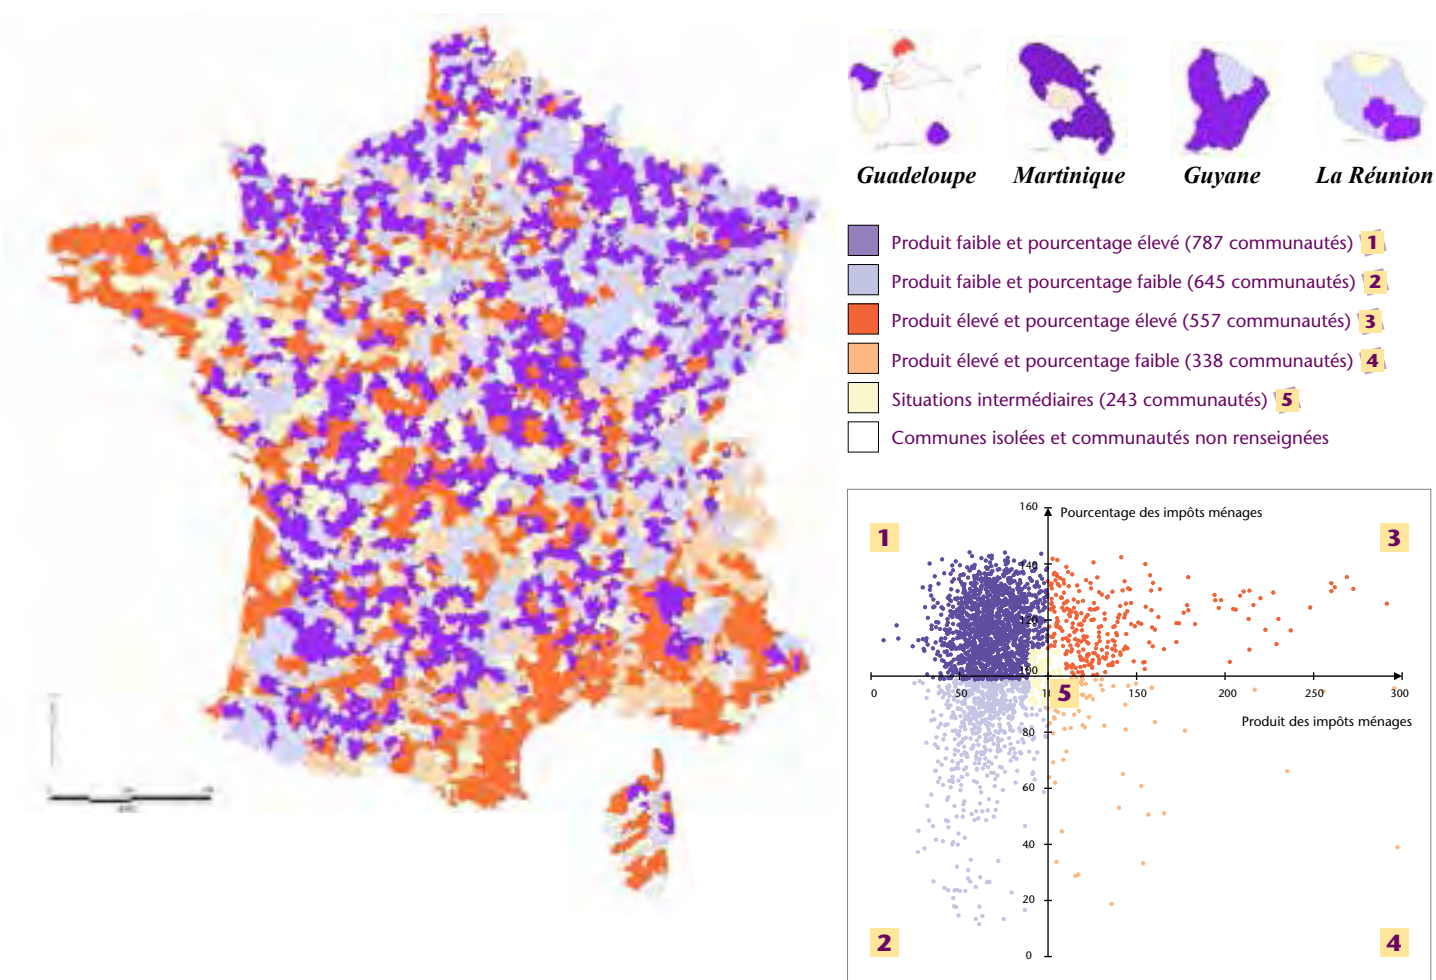 Guadeloupe
Martinique
Guyane
La Réunion
Produit faible et pourcentage élevé (787 communautés) 1
Produit faible et pourcentage faible (645 communautés) 2
Produit élevé et pourcentage élevé (557 communautés) 3
Produit élevé et pourcentage faible (338 communautés) 4
Situations intermédiaires (243 communautés) 5
Communes isolées et communautés non renseignées
160
Pourcentage des impôts ménages
1
3
140
120
100
0
50
5
150
200
250
300
Produit des impôts ménages
80
60
40
20
2
4
0